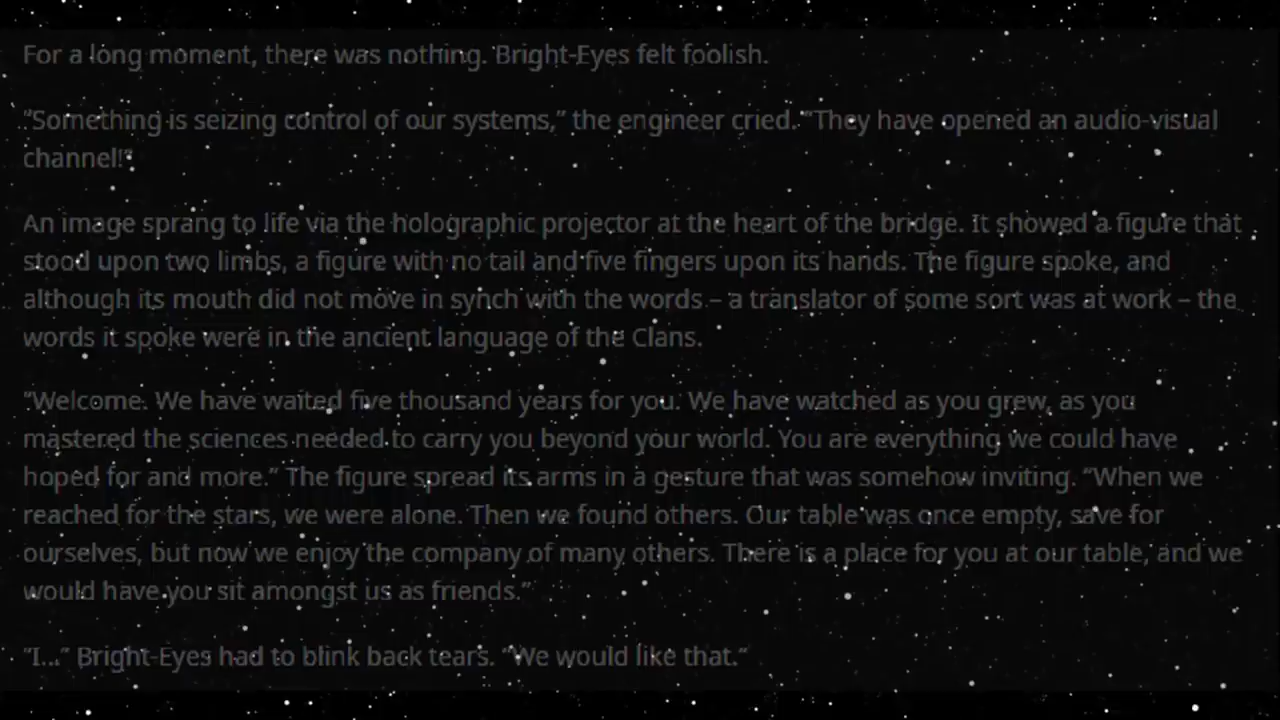 For a long moment, there was nothing. Bright-Eyes felt foolish.
“Something is seizing control of our systems,” the engineer cried. “They have opened an audio-visual
channel!”
An image sprang to life via the holographic projector at the heart of the bridge. It showed a figure that
stood upon two limbs, a figure with no tail and five fingers upon its hands. The figure spoke, and
although its mouth did not move in synch with the words – a translator of some sort was at work – the
words it spoke were in the ancient language of the Clans.
“Welcome. We have waited five thousand years for you. We have watched as you grew, as you
mastered the sciences needed to carry you beyond your world. You are everything we could have
hoped for and more.” The figure spread its arms in a gesture that was somehow inviting. “When we
reached for the stars, we were alone. Then we found others. Our table was once empty, save for
ourselves, but now we enjoy the company of many others. There is a place for you at our table, and we
would have you sit amongst us as friends.”
“I...” Bright-Eyes had to blink back tears. “We would like that.”